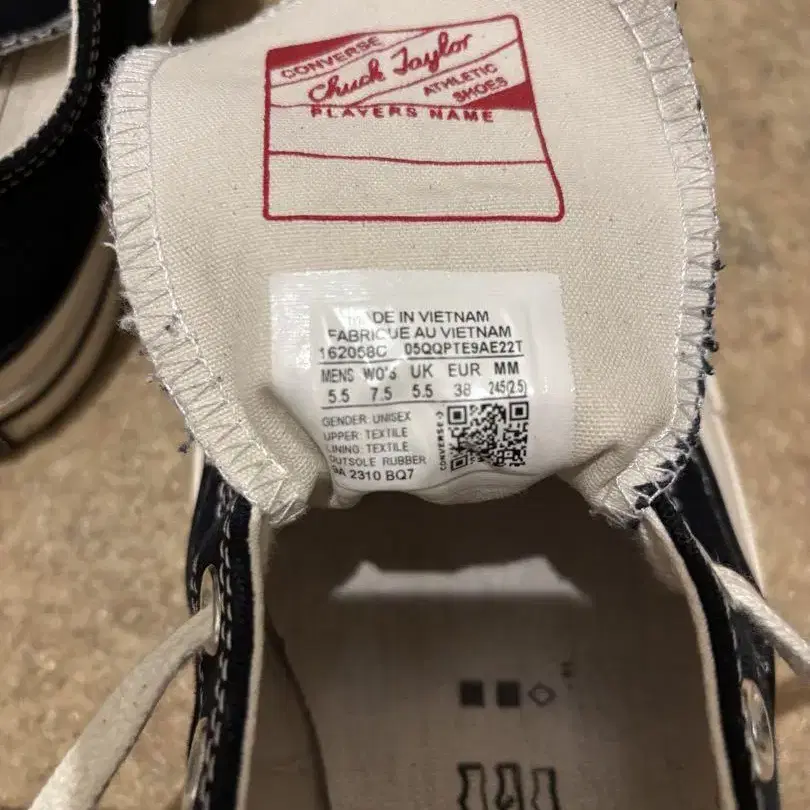 CONVERSE
Chuck Taylor
ATHLETIC
SHOES
PLAYERS NAME
DE IN VIETNAM
FABRIQUE AU VIETNAM
162058C 05QQPTE9AE22T
MENS WO'S UK EUR MM
5.5 7.5 5.5 38 245(2.5)
GENDER: UNISEX
UPPER: TEXTILE
LINING: TEXTILE
OUTSOLE RUBBER
2310 BQ7
CONVERSE